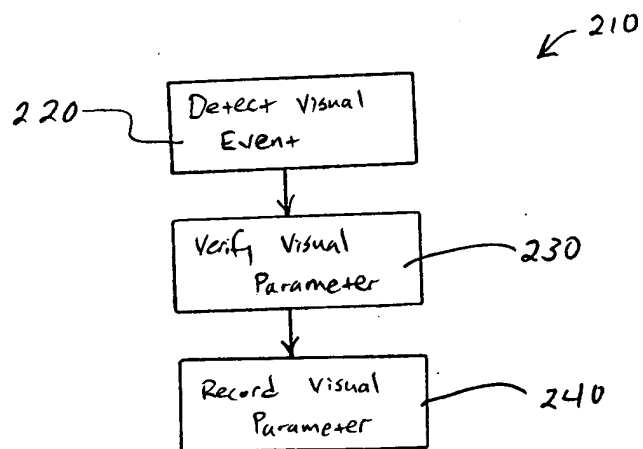 210
220
Detect Visual
Event
Verify Visual
Parameter
230
Record Visual
Parameter
240